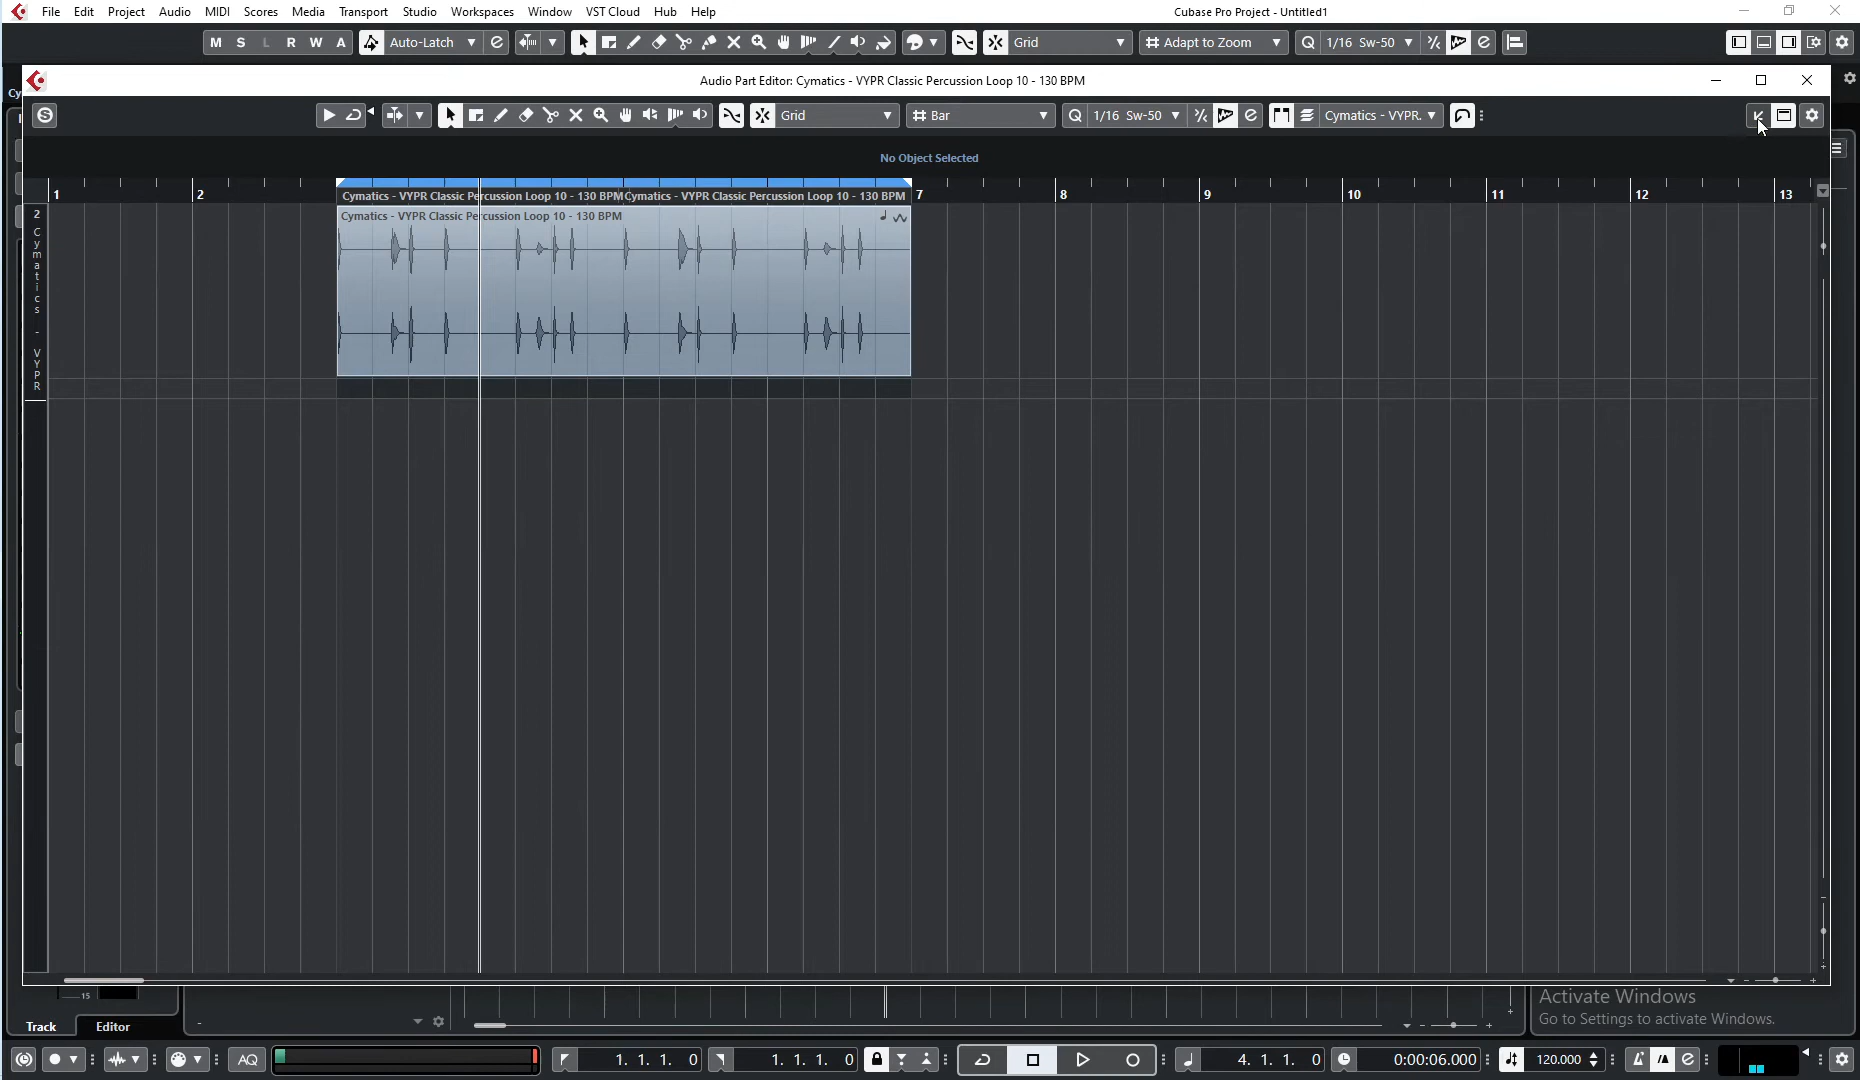 File Edit Project Audio MIDI Scores Media Transport Studio Workspaces Window VST Cloud Hub Help Cubase Pro Project - Untitled1
M S L R W A Auto-Latch Grid Adapt to Zoom Q 1/16 Sw-50
Audio Part Editor: Cymatics - VYPR Classic Percussion Loop 10 - 130 BPM
Cy
S Grid Bar Q 1/16 Sw-50 Cymatics - VYPR.
No Object Selected
1 2 7 8 9 10 11 12 13
Cymatics - VYPR Classic Percussion Loop 10 - 130 BPM Cymatics - VYPR Classic Percussion Loop 10 - 130 BPM
2 Cymatics - VYPR
Cymatics - VYPR Classic Percussion Loop 10 - 130 BPM
15
Activate Windows
Go to Settings to activate Windows.
Track Editor -
AQ 1. 1. 1. 0 1. 1. 1. 0 4. 1. 1. 0 0:00:06.000 120.000